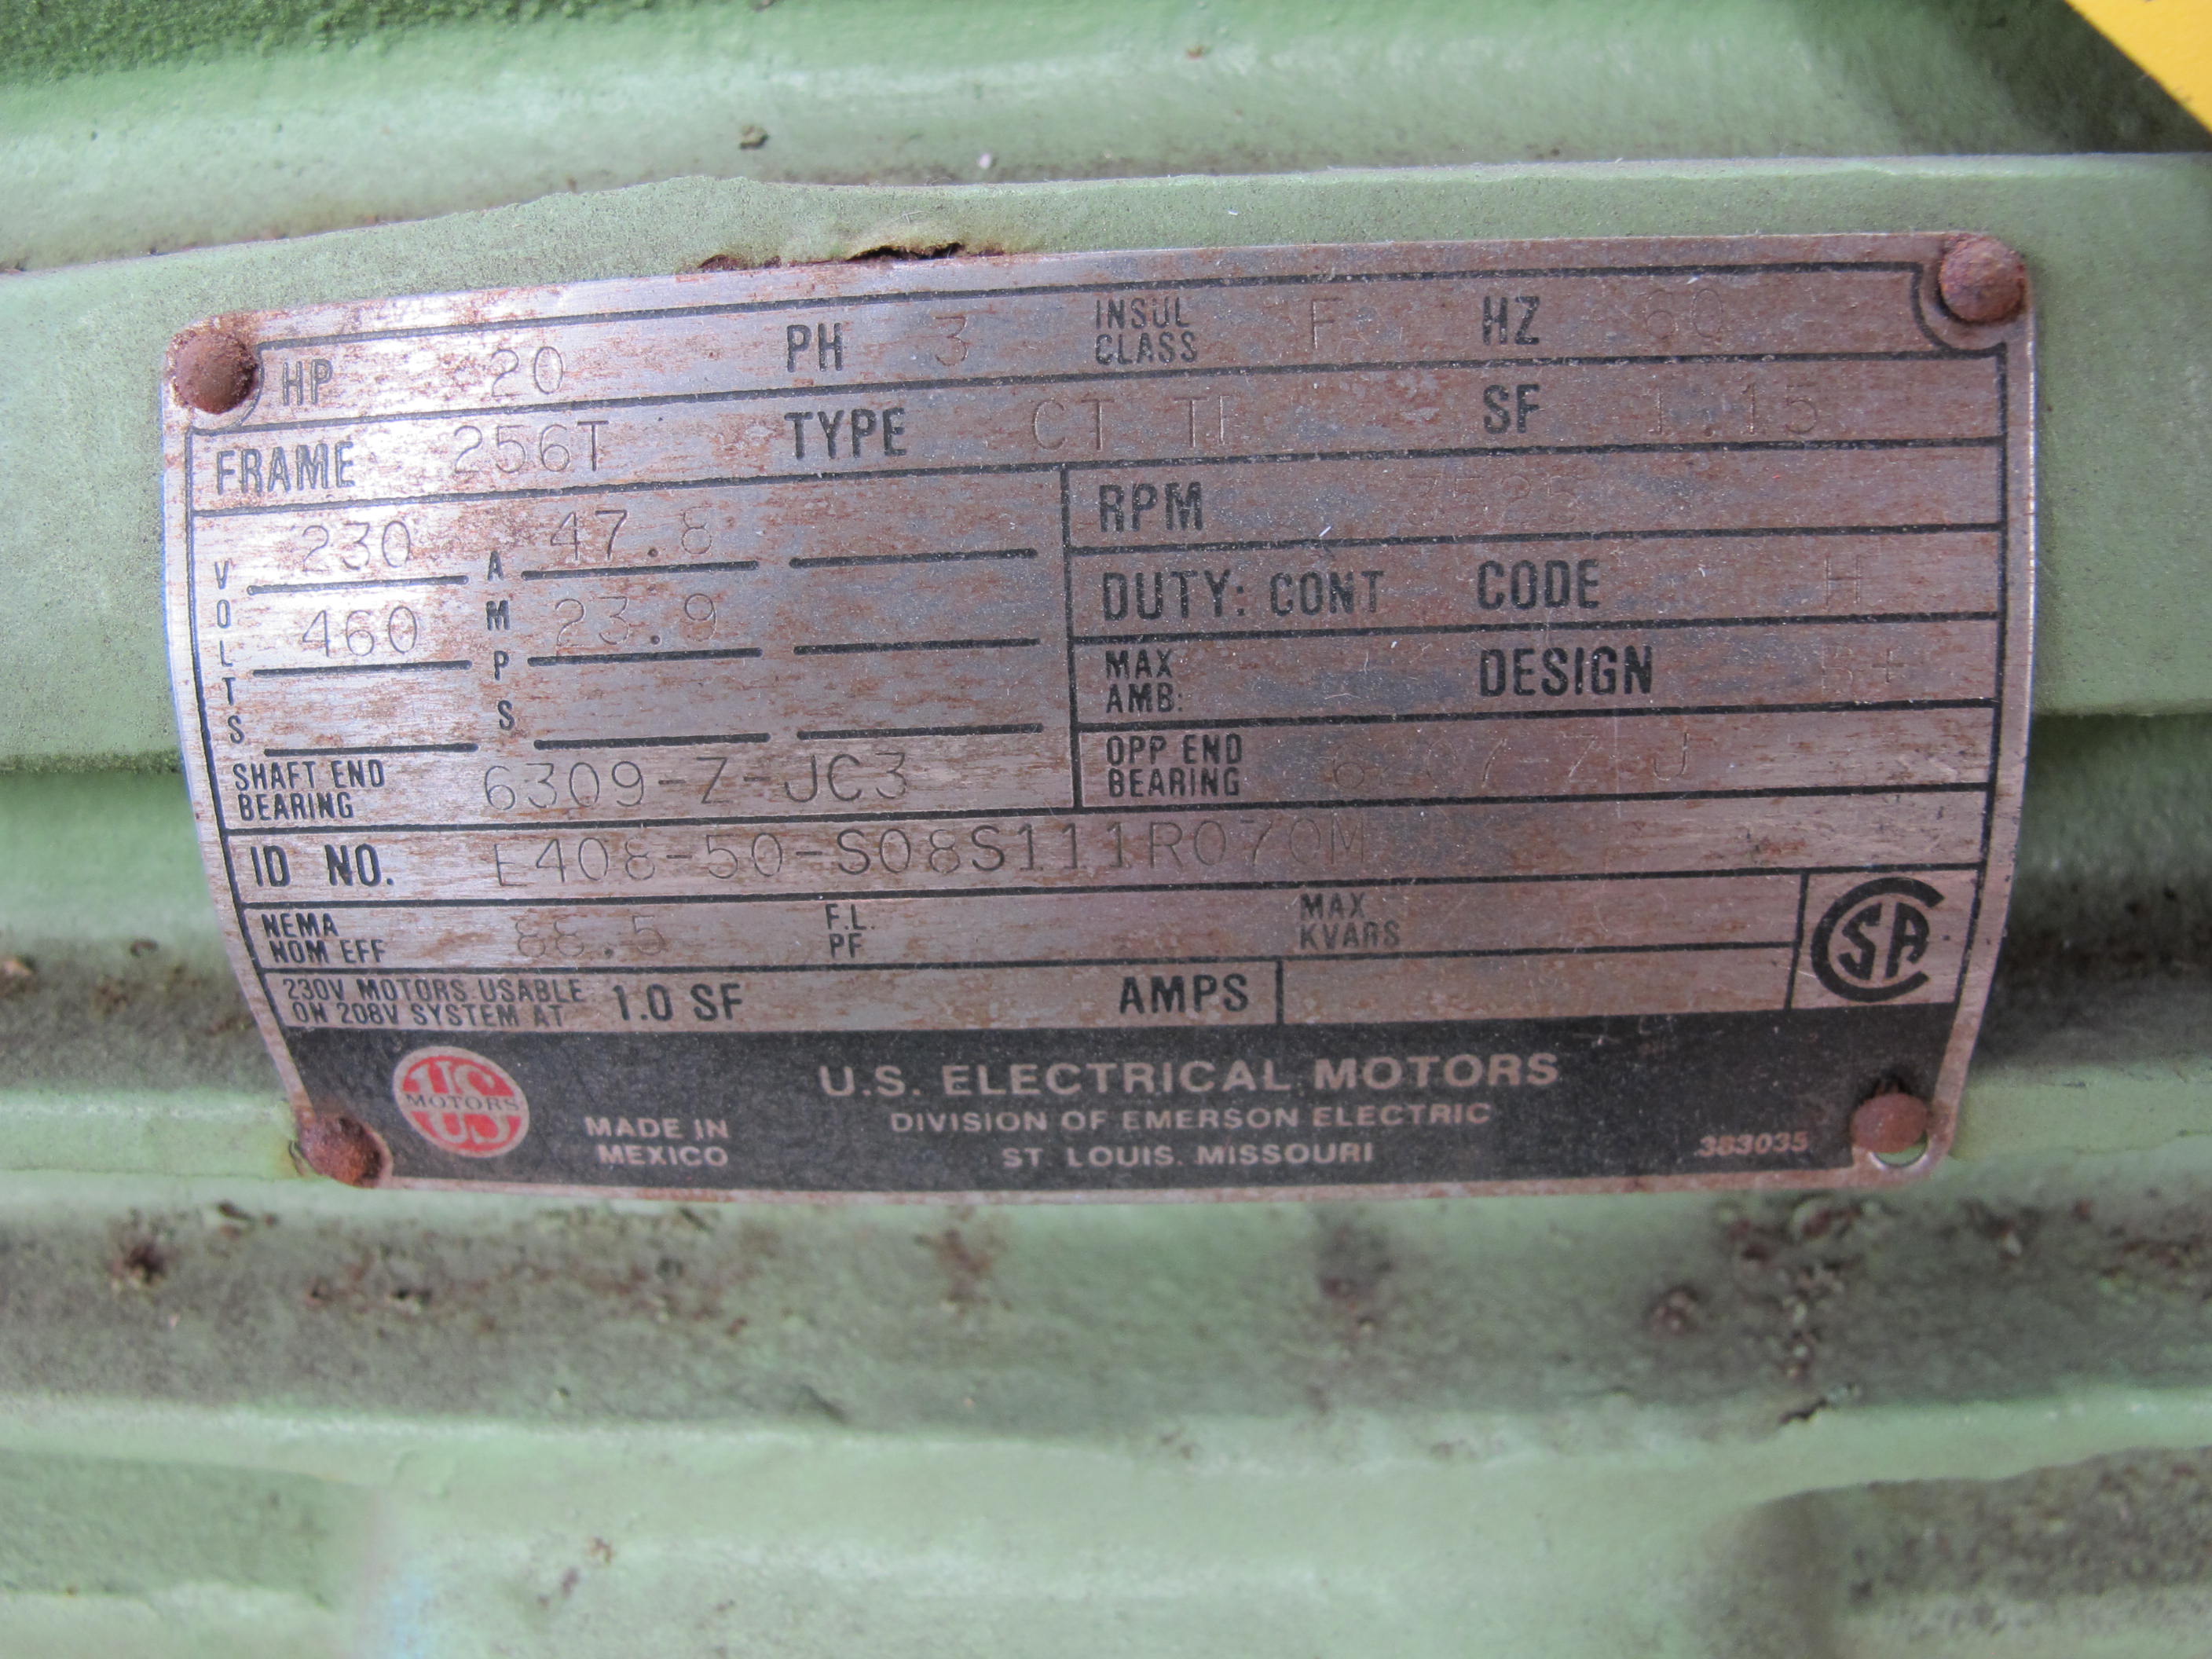 HP 20 PH 3 INSUL CLASS F HZ 60
FRAME 256T TYPE CT TF SF 1.15
VOLTS 230 AMPS 47.8 RPM 3525
460 23.9 DUTY: CONT CODE H
MAX AMB: DESIGN
SHAFT END BEARING 6309-Z-JC3 OPP END BEARING
ID NO. E408-50-S08S111R070M
NEMA NOM EFF 88.5 F.L. PF MAX KVARS
230V MOTORS USABLE ON 208V SYSTEM AT 1.0 SF AMPS
CSA
US MOTORS
MADE IN MEXICO
U.S. ELECTRICAL MOTORS
DIVISION OF EMERSON ELECTRIC
ST LOUIS. MISSOURI
383035